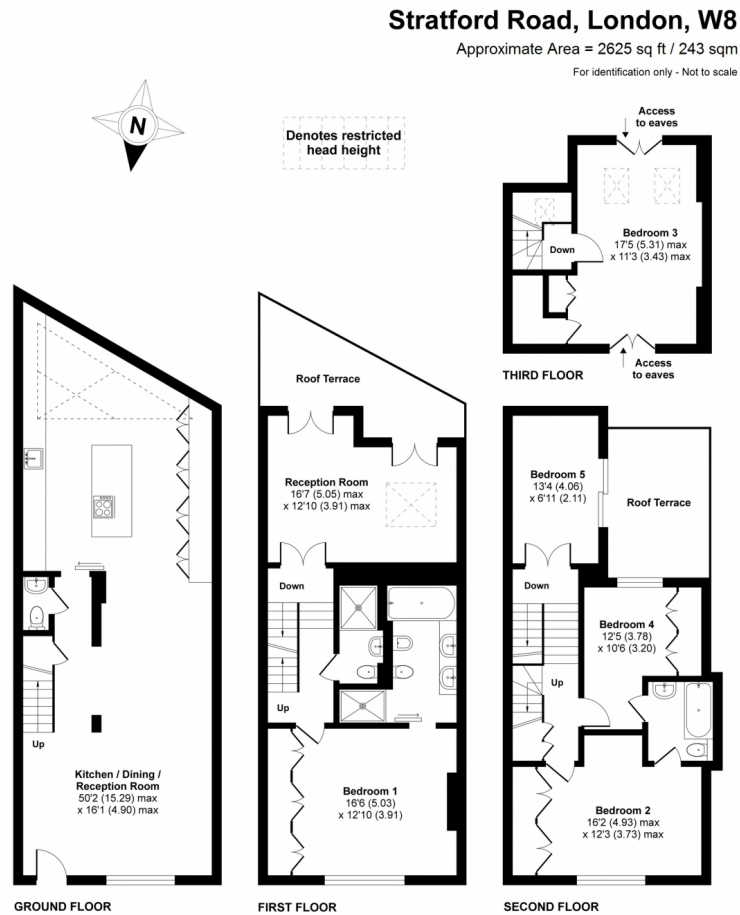 Stratford Road, London, W8
Approximate Area = 2625 sq ft / 243 sqm
For identification only - Not to scale
N
Denotes restricted
head height
Access
to eaves
Bedroom 3
17'5 (5.31) max
x 11'3 (3.43) max
Down
Access
to eaves
THIRD FLOOR
Roof Terrace
Reception Room
16'7 (5.05) max
x 12'10 (3.91) max
Down
Up
Bedroom 1
16'6 (5.03)
x 12'10 (3.91)
FIRST FLOOR
Bedroom 5
13'4 (4.06)
x 6'11 (2.11)
Roof Terrace
Down
Bedroom 4
12'5 (3.78)
x 10'6 (3.20)
Up
Bedroom 2
16'2 (4.93) max
x 12'3 (3.73) max
SECOND FLOOR
Up
Kitchen / Dining /
Reception Room
50'2 (15.29) max
x 16'1 (4.90) max
GROUND FLOOR